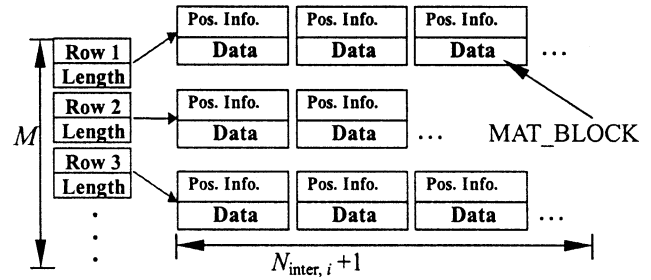 Pos. Info. Pos. Info. Pos. Info.
Row 1 Data Data Data ...
Length
Pos. Info. Pos. Info.
Row 2 Data Data ...
Length
MAT_BLOCK
M
Row 3 Pos. Info. Pos. Info. Pos. Info.
Length Data Data Data ...
N inter, i +1